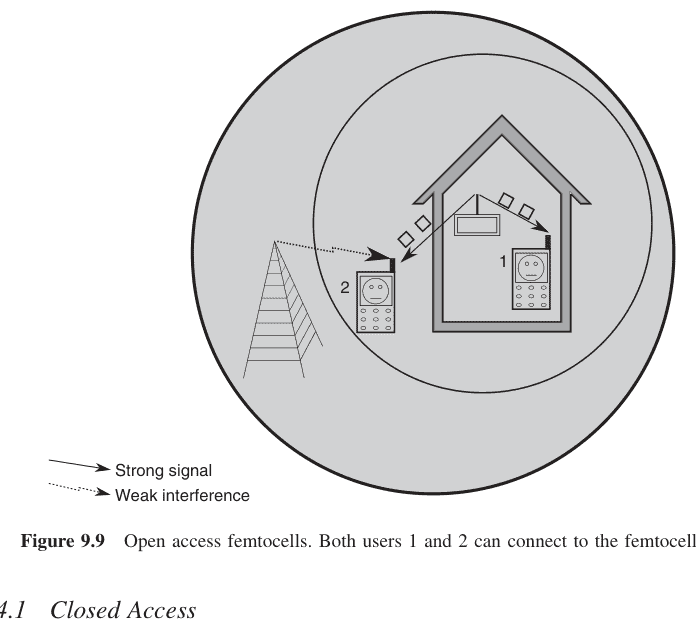 1
2
Strong signal
Weak interference
Figure 9.9 Open access femtocells. Both users 1 and 2 can connect to the femtocell
4.1 Closed Access